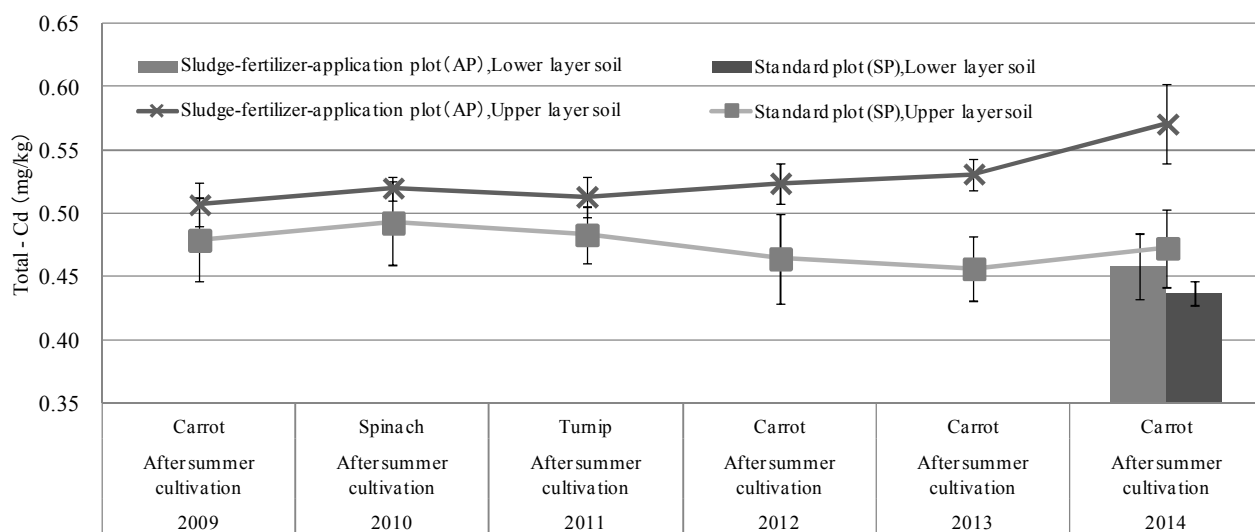 0.65
0.60
0.55
0.50
0.45
0.40
0.35
Total - Cd (mg/kg)
Sludge-fertilizer-application plot（AP）,Lower layer soil
Standard plot (SP),Lower layer soil
Sludge-fertilizer-application plot（AP）,Upper layer soil
Standard plot (SP),Upper layer soil
Carrot Spinach Turnip Carrot Carrot Carrot
After summer After summer After summer After summer After summer After summer
cultivation cultivation cultivation cultivation cultivation cultivation
2009 2010 2011 2012 2013 2014